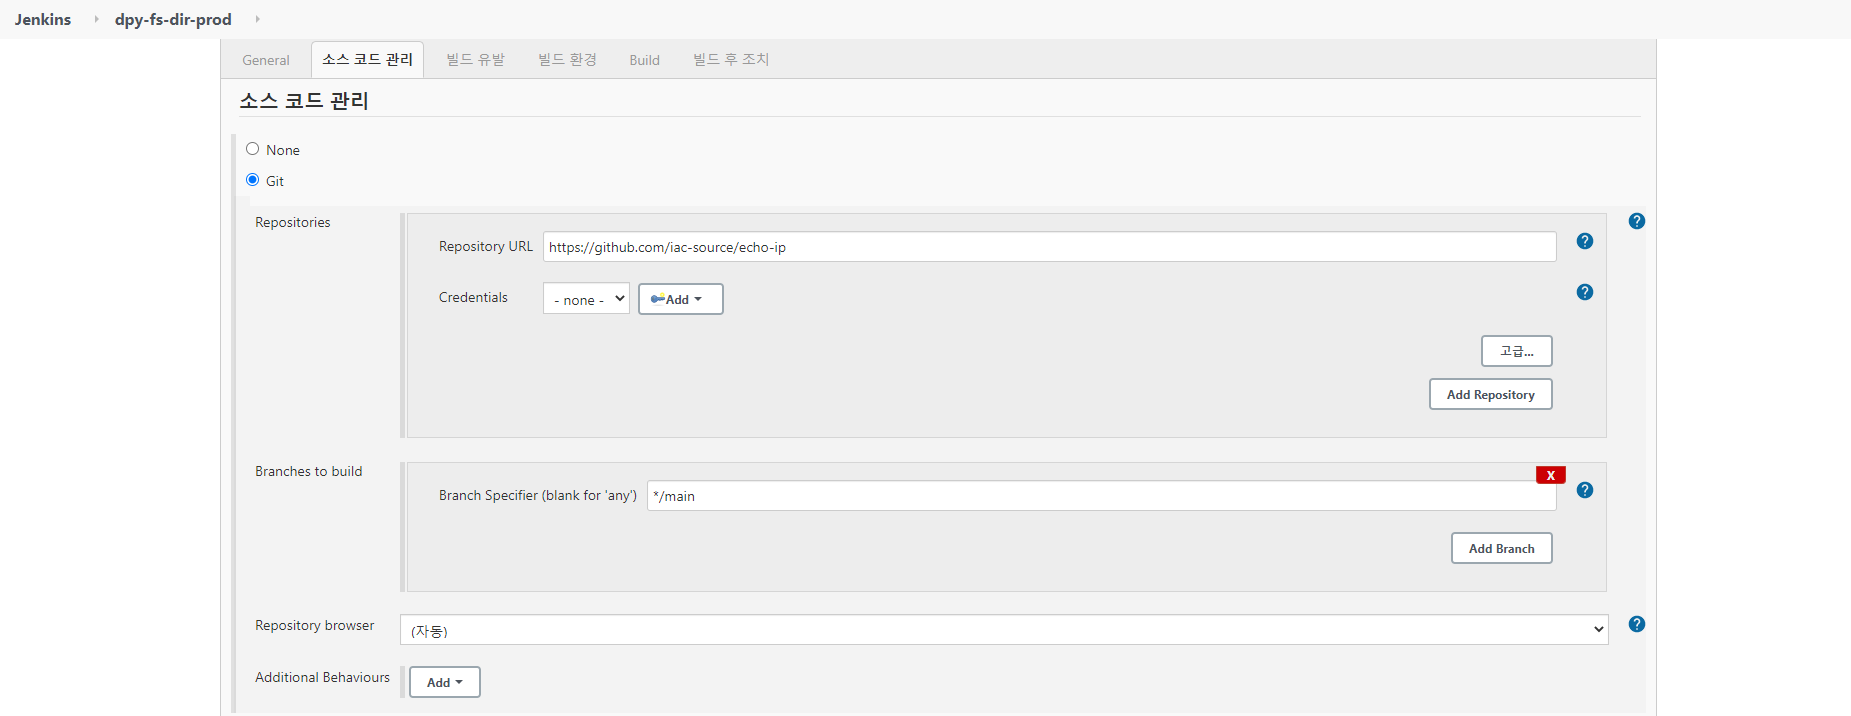 Jenkins dpy-fs-dir-prod
General 소스 코드 관리 빌드 유발 빌드 환경 Build 빌드 후 조치
소스 코드 관리
None
Git
Repositories
Repository URL https://github.com/iac-source/echo-ip
Credentials - none - Add
고급...
Add Repository
Branches to build
X
Branch Specifier (blank for 'any') */main
Add Branch
Repository browser (자동)
Additional Behaviours Add